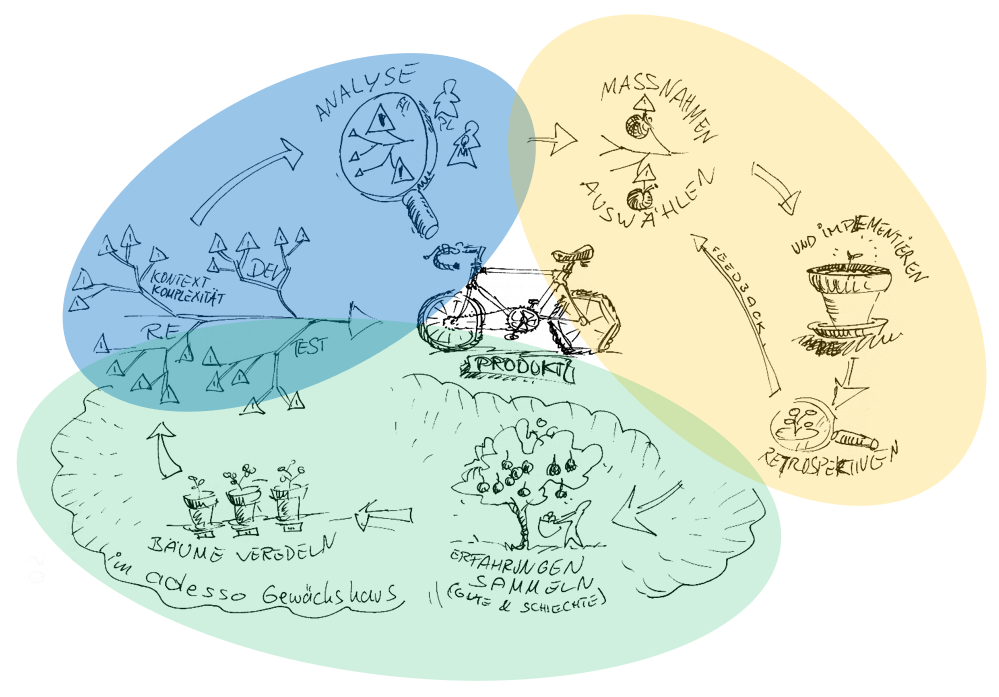 ANALYSE
PL
M
KONTEXT
KOMPLEXITÄT
DEV
RE
TEST
MASSNAHMEN
AUSWÄHLEN
UND IMPLEMENTIEREN
FEEDBACK
RETROSPEKTIVEN
PRODUKT
ERFAHRUNGEN
SAMMELN
(GUTE & SCHLECHTE)
BÄUME VEREDELN
im adesso Gewächshaus